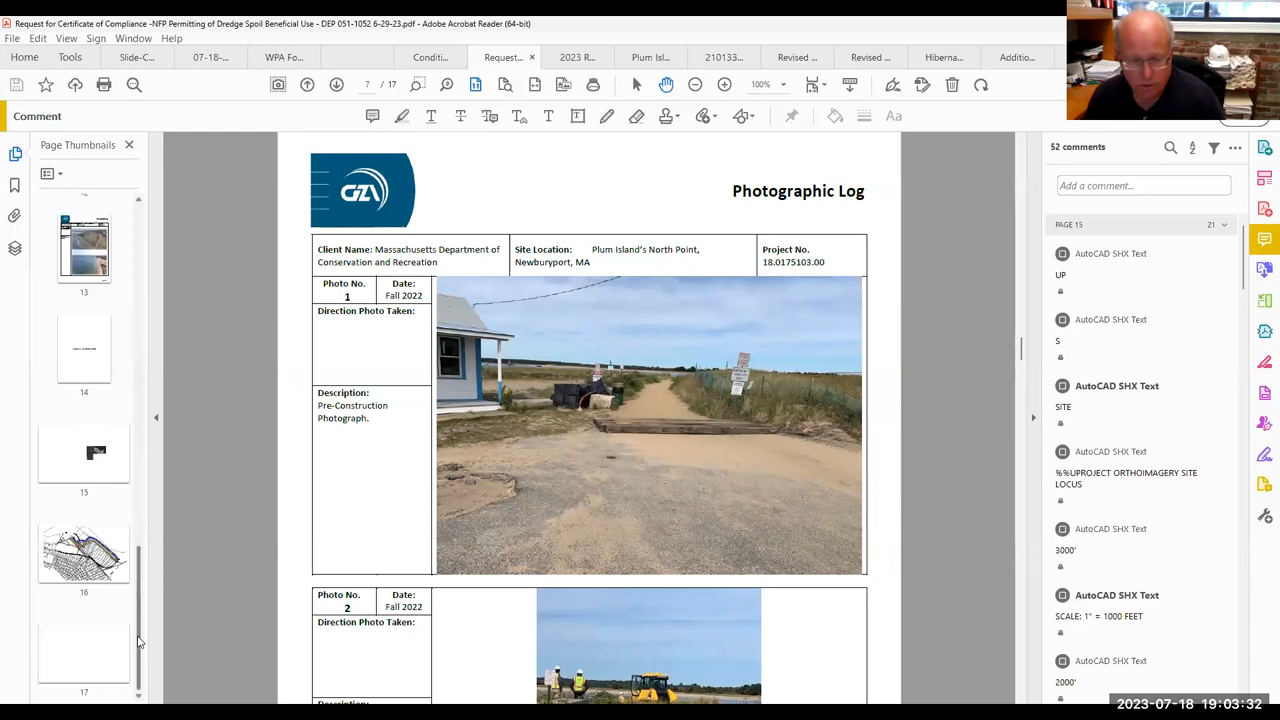 Request for Certificate of Compliance -NFP Permitting of Dredge Spoil Beneficial Use - DEP 051-1052 6-29-23.pdf - Adobe Acrobat Reader (64-bit)
File Edit View Sign Window Help
Home Tools Slide-C... 07-18-... WPA Fo... Conditi... Request... × 2023 R... Plum Isl... 210133... Revised ... Revised ... Hiberna... Additio...
7 100%
Comment
Aa
Page Thumbnails
13
14
15
16
17
GZA
Photographic Log
Client Name: Massachusetts Department of Conservation and Recreation
Site Location: Plum Island's North Point, Newburyport, MA
Project No. 18.0175103.00
Photo No. 1
Date: Fall 2022
Direction Photo Taken:
Description:
Pre-Construction
Photograph.
Photo No. 2
Date: Fall 2022
Direction Photo Taken:
Description:
52 comments
Add a comment...
PAGE 15 21
AutoCAD SHX Text
UP
AutoCAD SHX Text
S
AutoCAD SHX Text
SITE
AutoCAD SHX Text
%%UPROJECT ORTHOIMAGERY SITE
LOCUS
AutoCAD SHX Text
3000'
AutoCAD SHX Text
SCALE: 1" = 1000 FEET
AutoCAD SHX Text
2000'
2023-07-18 19:03:32